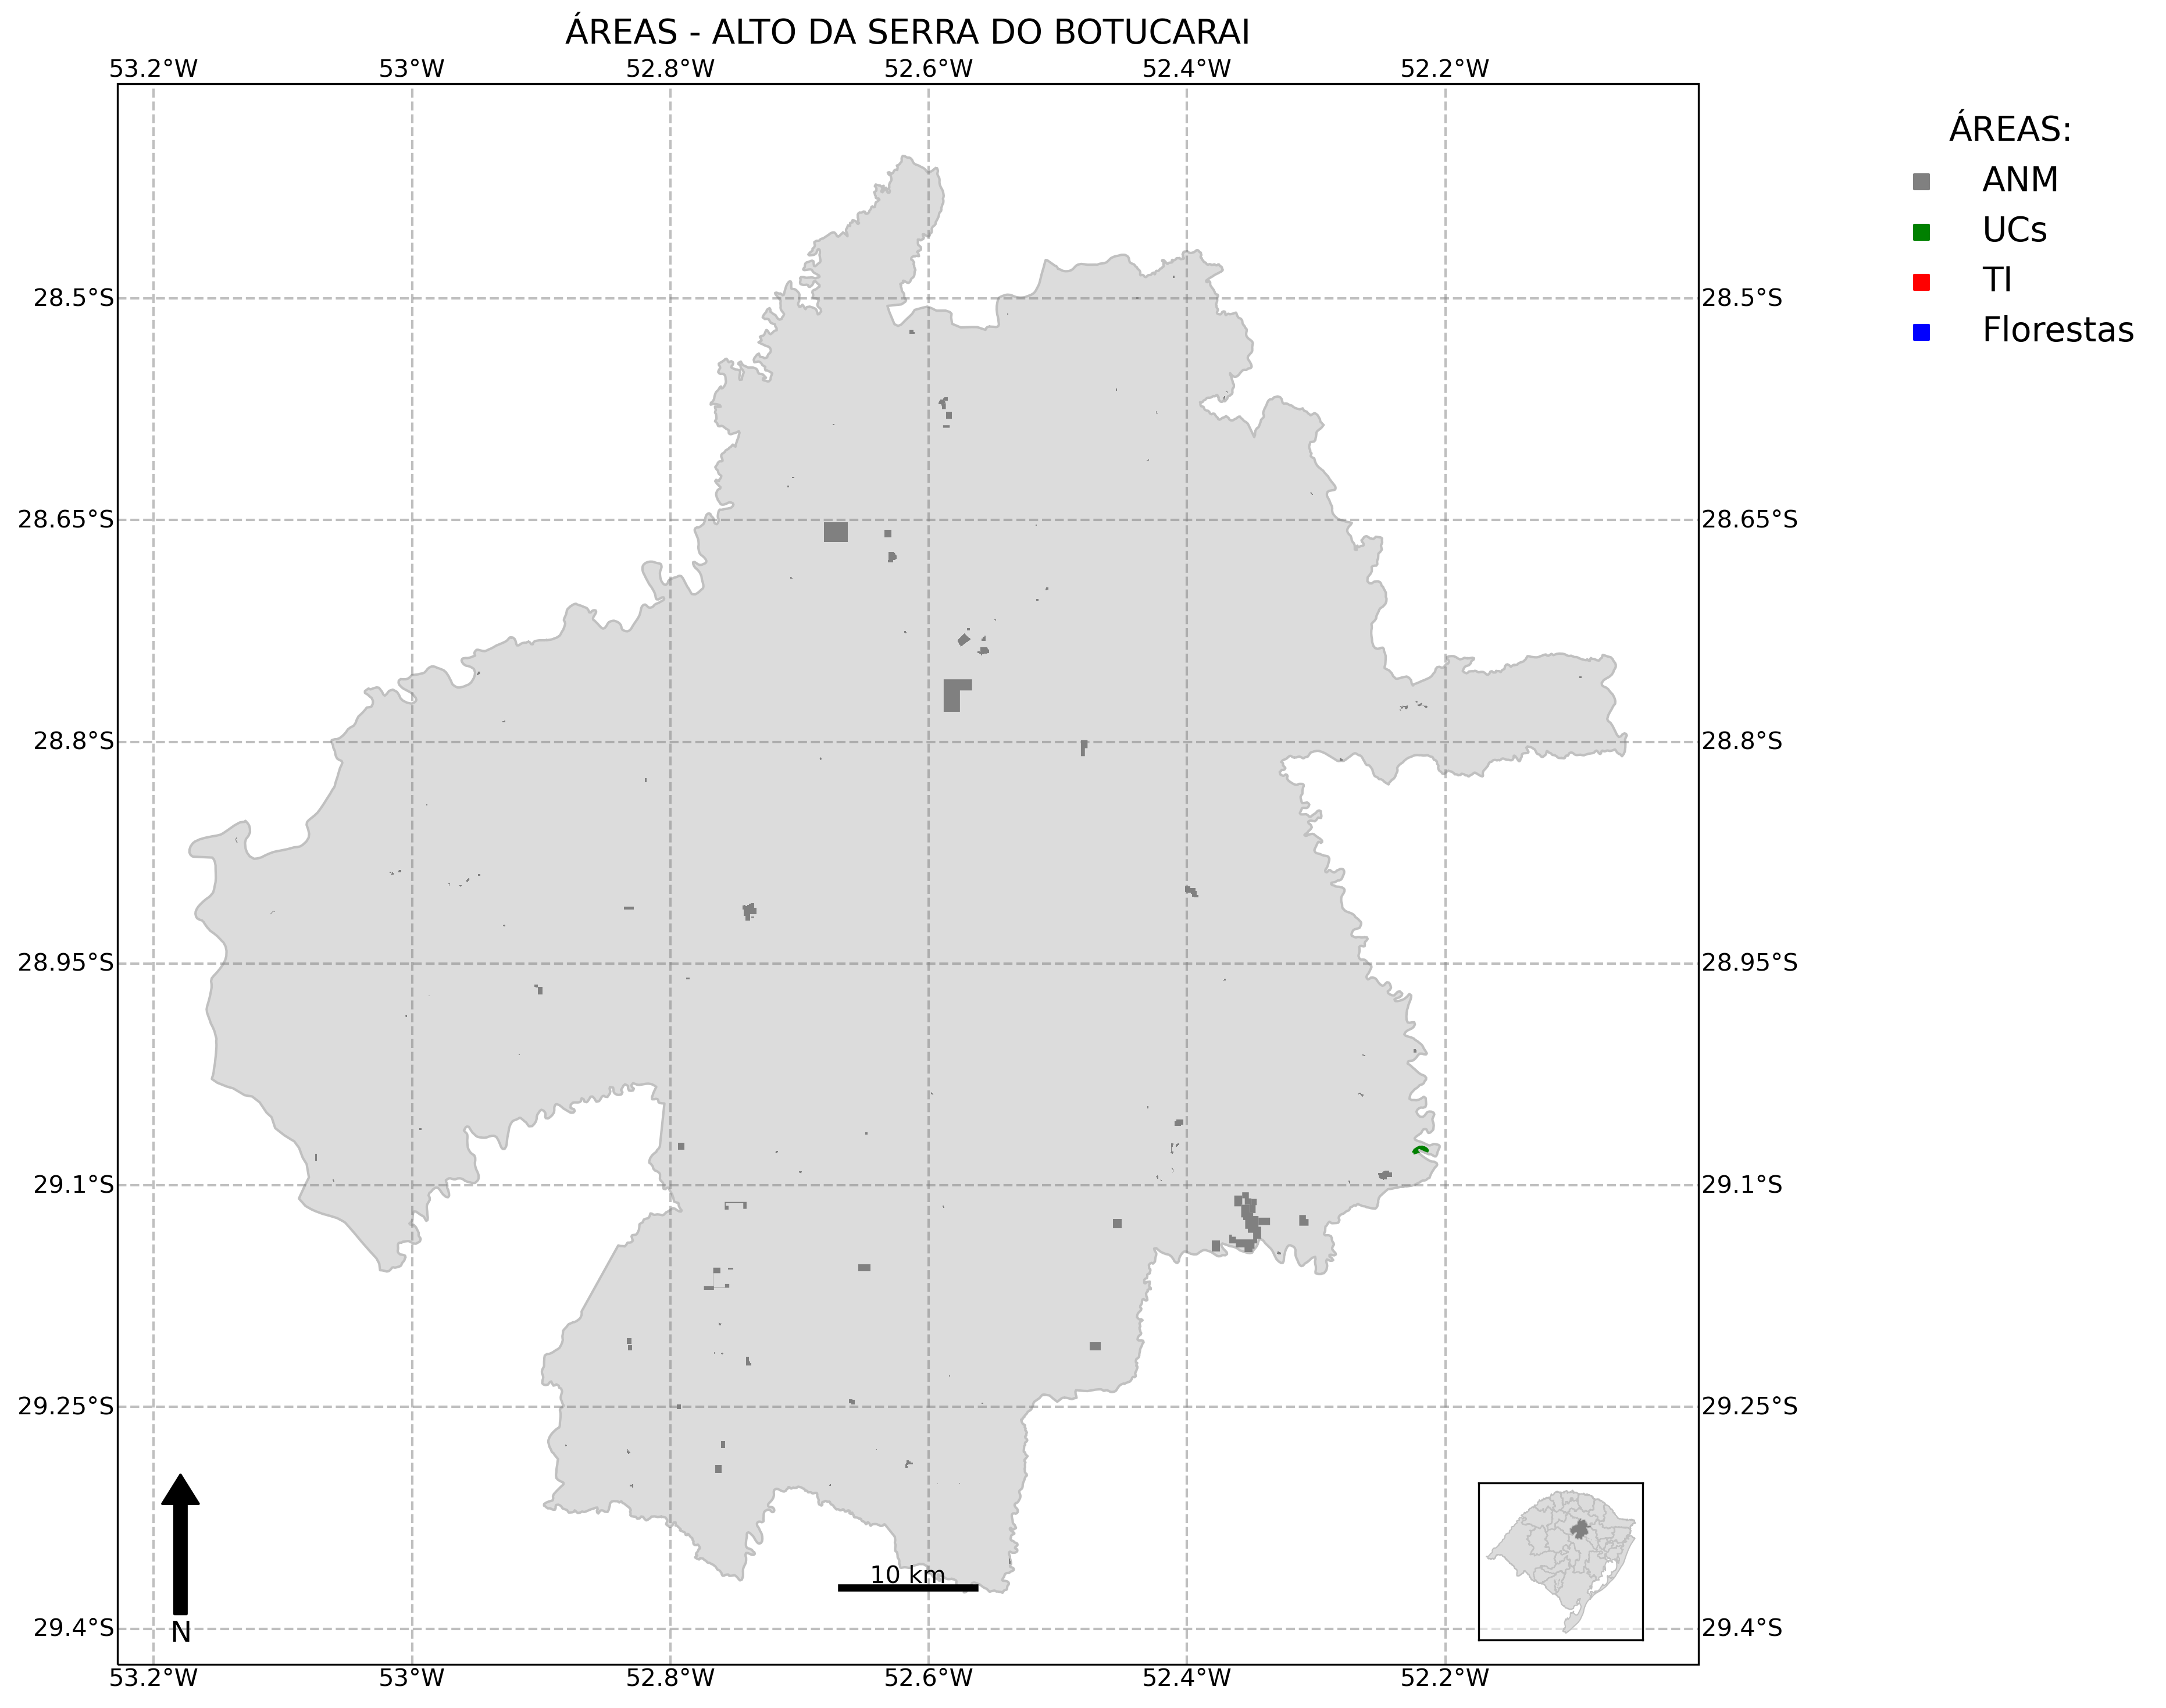 ÁREAS - ALTO DA SERRA DO BOTUCARAI
53.2°W 53°W 52.8°W 52.6°W 52.4°W 52.2°W
ÁREAS:
ANM
UCs
TI
Florestas
28.5°S 28.5°S
28.65°S 28.65°S
28.8°S 28.8°S
28.95°S 28.95°S
29.1°S 29.1°S
29.25°S 29.25°S
10 km
N
29.4°S 29.4°S
53.2°W 53°W 52.8°W 52.6°W 52.4°W 52.2°W